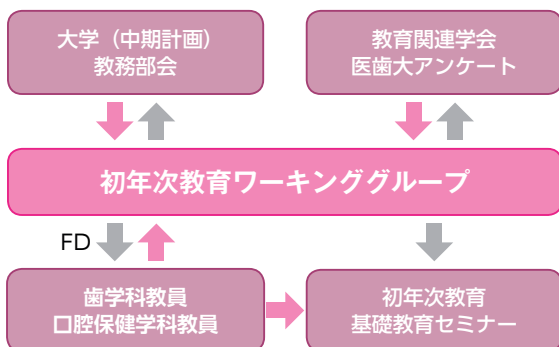 大学（中期計画）
教務部会
教育関連学会
医歯大アンケート
初年次教育ワーキンググループ
FD
歯学科教員
口腔保健学科教員
初年次教育
基礎教育セミナー